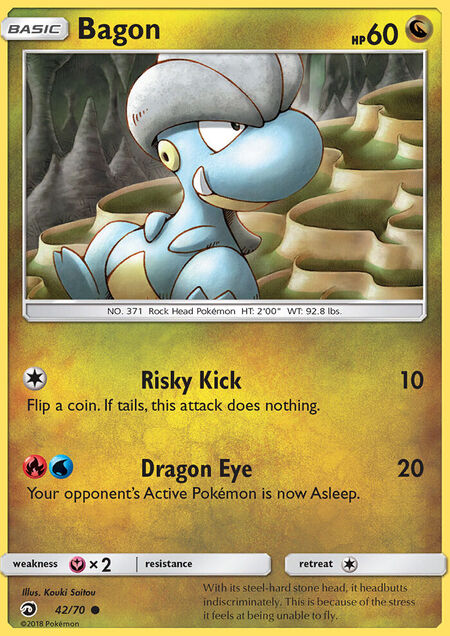 BASIC Bagon HP60
NO. 371 Rock Head Pokémon HT: 2'00" WT: 92.8 lbs.
Risky Kick 10
Flip a coin. If tails, this attack does nothing.
Dragon Eye 20
Your opponent's Active Pokémon is now Asleep.
weakness ×2 resistance retreat
Illus. Kouki Saitou
42/70
©2018 Pokémon
With its steel-hard stone head, it headbutts
indiscriminately. This is because of the stress
it feels at being unable to fly.